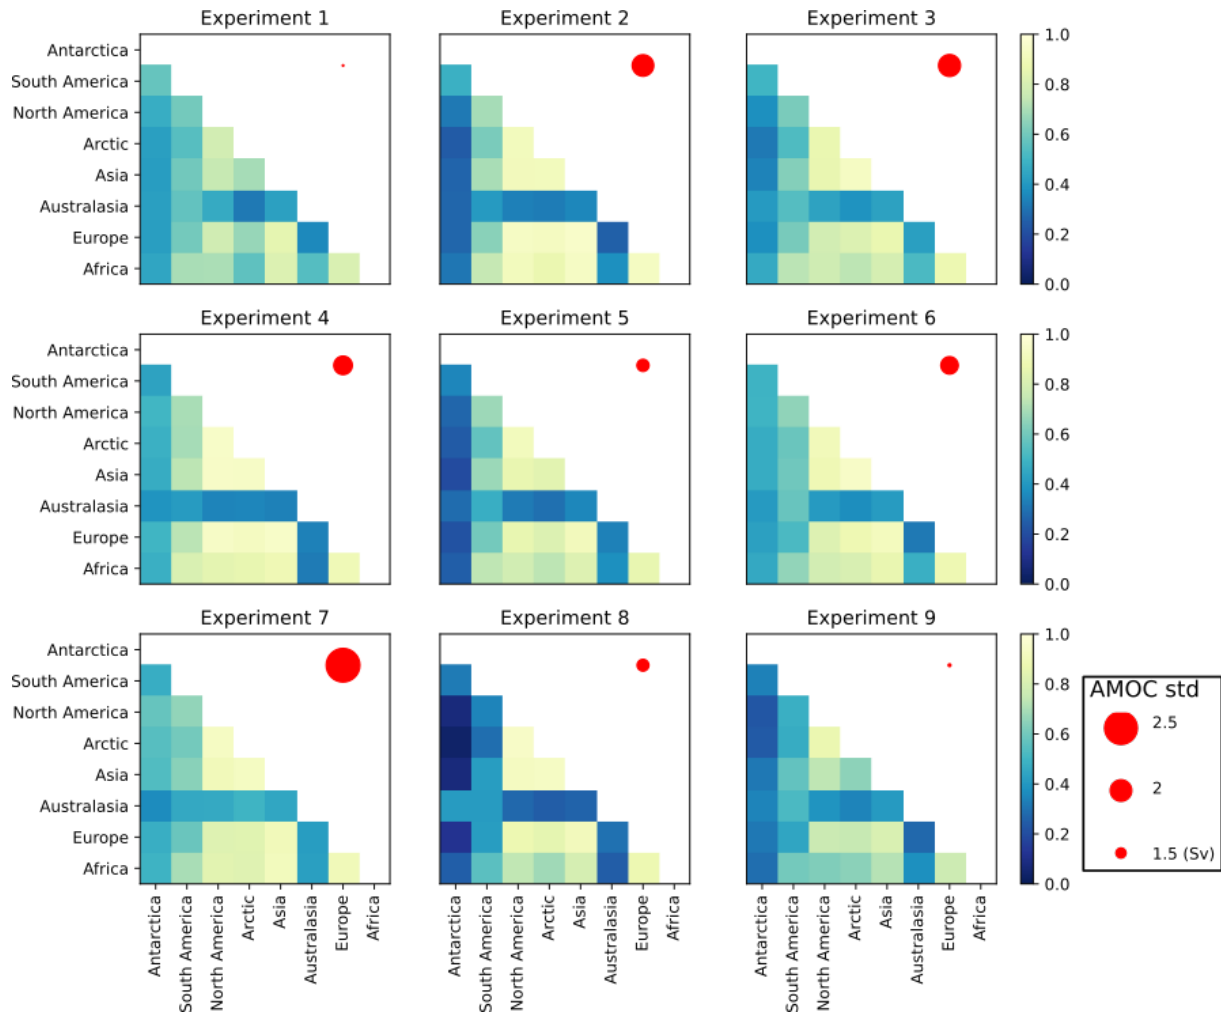 Experiment 1
Experiment 2
Experiment 3
Antarctica
South America
North America
Arctic
Asia
Australasia
Europe
Africa
1.0
0.8
0.6
0.4
0.2
0.0
Experiment 4
Experiment 5
Experiment 6
Antarctica
South America
North America
Arctic
Asia
Australasia
Europe
Africa
1.0
0.8
0.6
0.4
0.2
0.0
Experiment 7
Experiment 8
Experiment 9
Antarctica
South America
North America
Arctic
Asia
Australasia
Europe
Africa
1.0
0.8
0.6
0.4
0.2
0.0
AMOC std
2.5
2
1.5 (Sv)
Antarctica
South America
North America
Arctic
Asia
Australasia
Europe
Africa
Antarctica
South America
North America
Arctic
Asia
Australasia
Europe
Africa
Antarctica
South America
North America
Arctic
Asia
Australasia
Europe
Africa